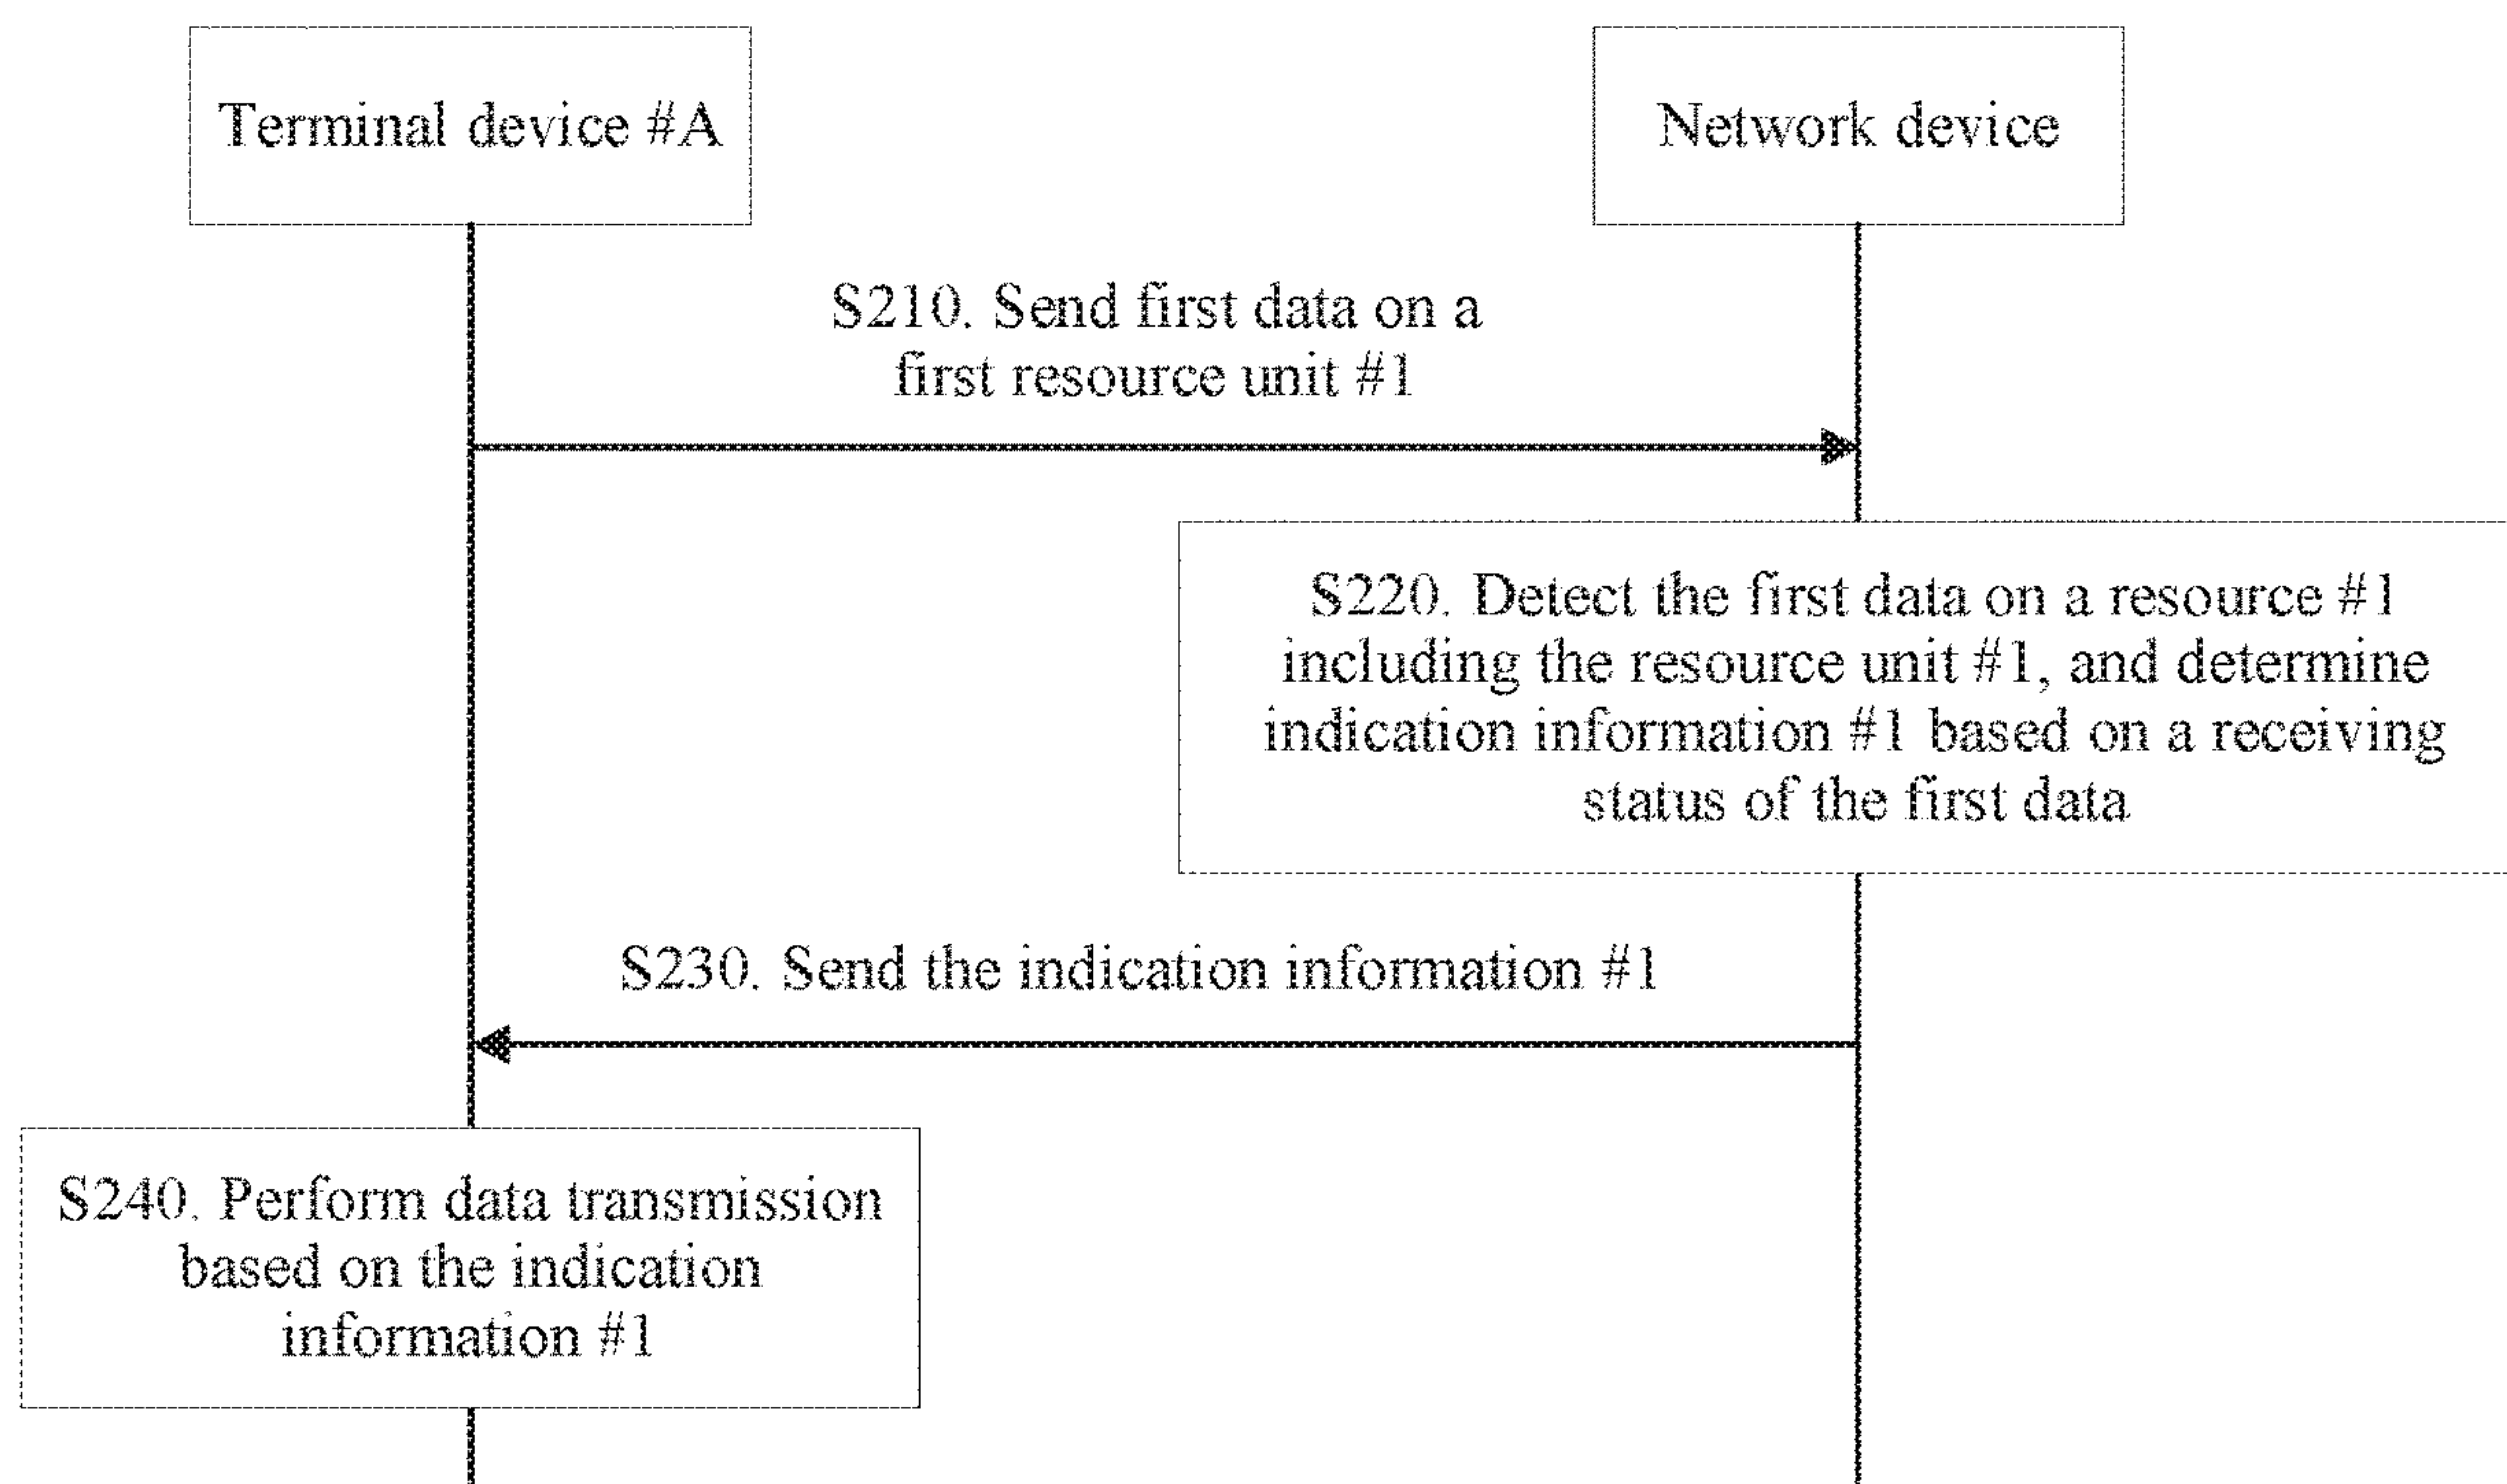 Terminal device #A
Network device
S210. Send first data on a
first resource unit #1
S220. Detect the first data on a resource #1
including the resource unit #1, and determine
indication information #1 based on a receiving
status of the first data
S230. Send the indication information #1
S240. Perform data transmission
based on the indication
information #1